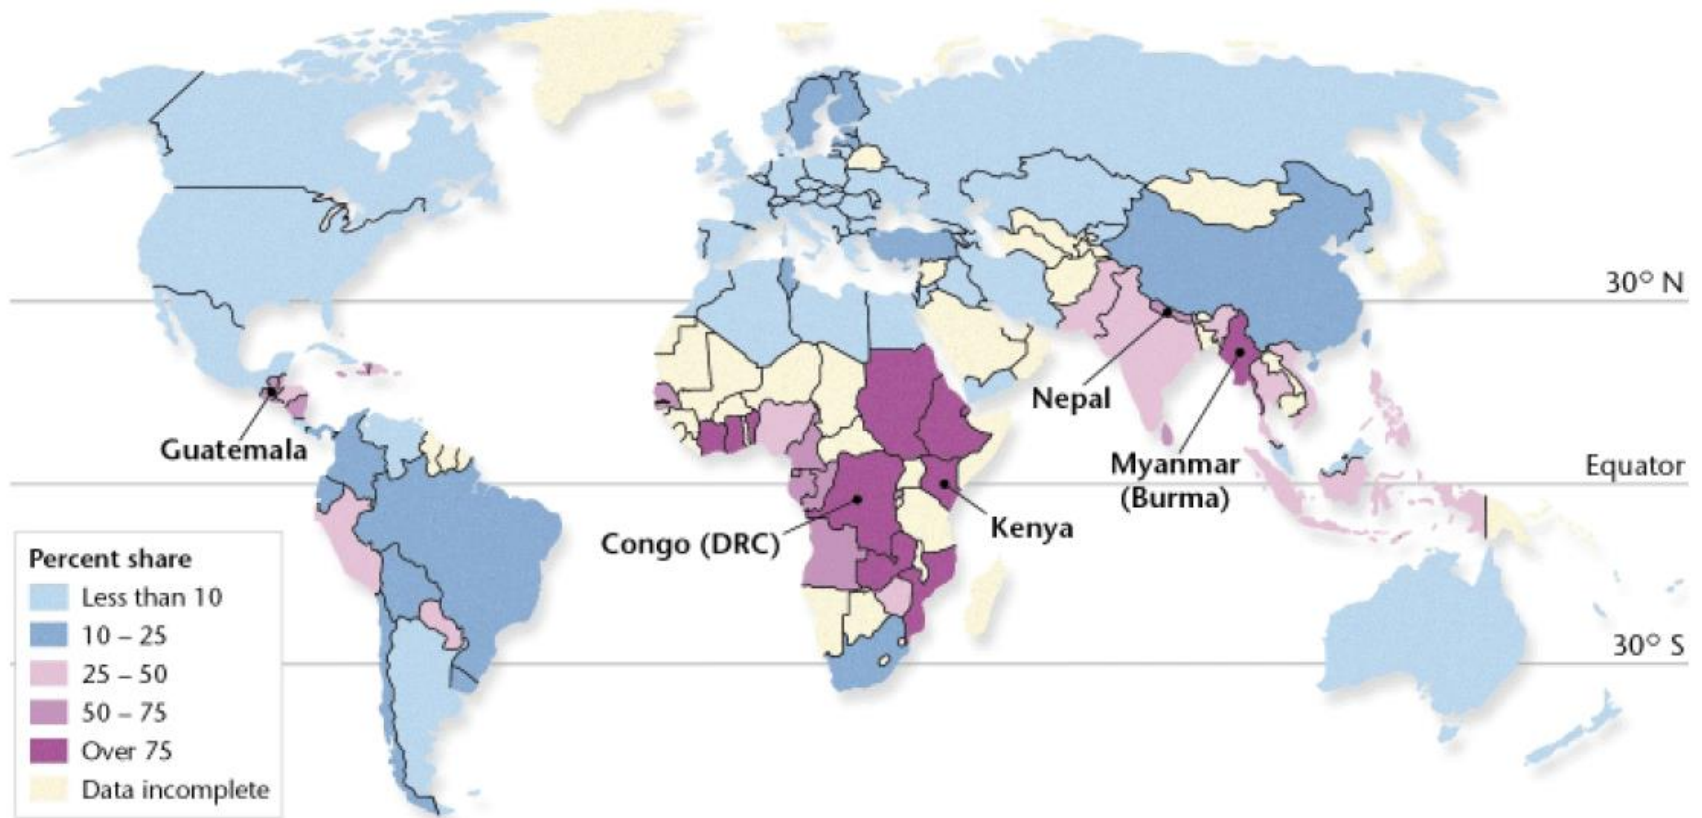 30° N
Nepal
Guatemala
Myanmar
(Burma)
Equator
Congo (DRC)
Kenya
Percent share
Less than 10
10 – 25
25 – 50
50 – 75
Over 75
Data incomplete
30° S